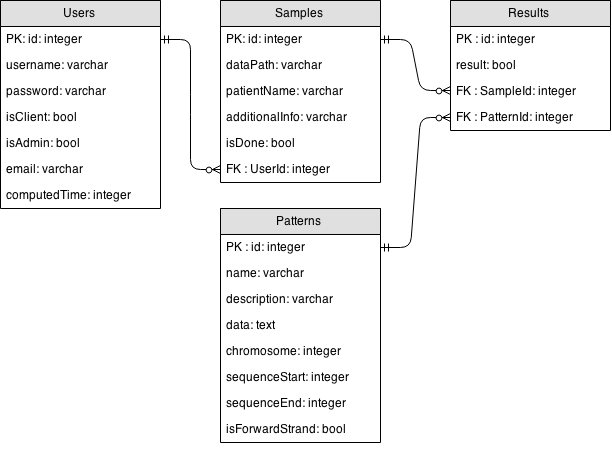 Users
PK: id: integer
username: varchar
password: varchar
isClient: bool
isAdmin: bool
email: varchar
computedTime: integer
Samples
PK: id: integer
dataPath: varchar
patientName: varchar
additionalInfo: varchar
isDone: bool
FK : UserId: integer
Results
PK : id: integer
result: bool
FK : SampleId: integer
FK : PatternId: integer
Patterns
PK : id: integer
name: varchar
description: varchar
data: text
chromosome: integer
sequenceStart: integer
sequenceEnd: integer
isForwardStrand: bool